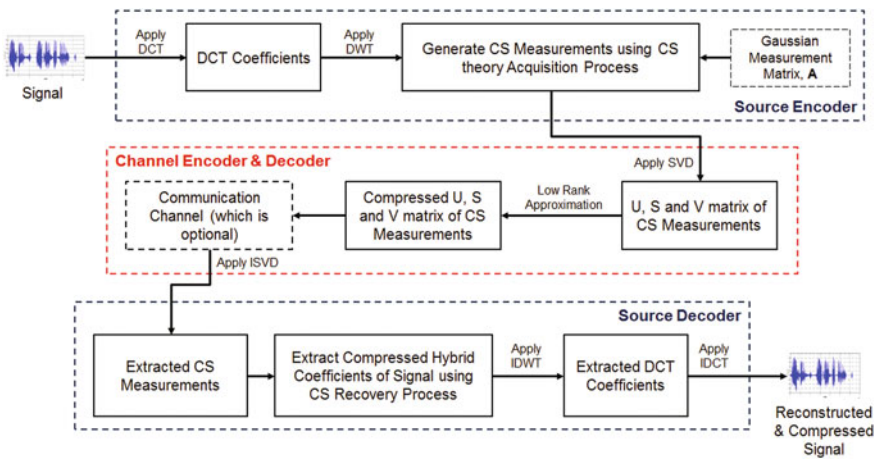 Apply
DCT
DCT Coefficients
Apply
DWT
Generate CS Measurements using CS
theory Acquisition Process
Gaussian
Measurement
Matrix, A
Signal
Source Encoder
Channel Encoder & Decoder
Apply SVD
Communication
Channel (which is
optional)
Compressed U, S
and V matrix of CS
Measurements
Low Rank
Approximation
U, S and V matrix of
CS Measurements
Apply ISVD
Source Decoder
Extracted CS
Measurements
Extract Compressed Hybrid
Coefficients of Signal using
CS Recovery Process
Apply
IDWT
Extracted DCT
Coefficients
Apply
IDCT
Reconstructed
& Compressed
Signal